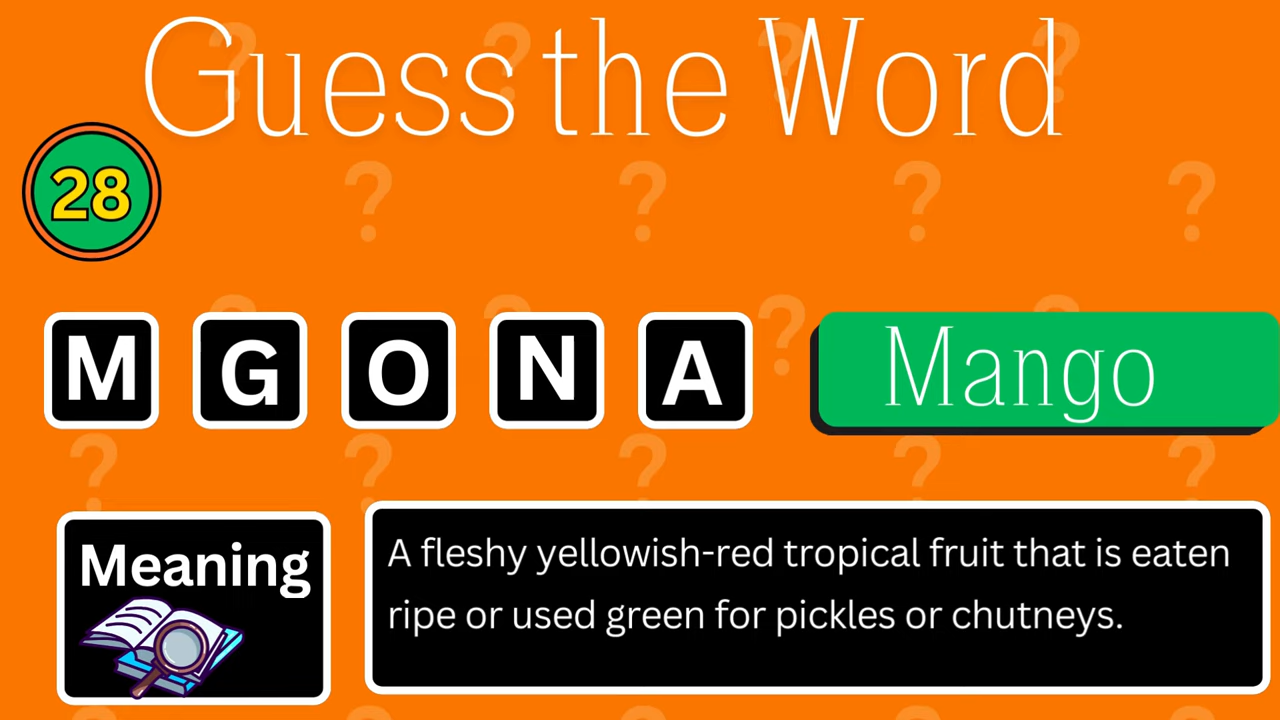 Guess the Word
28
M G O N A
Mango
Meaning
A fleshy yellowish-red tropical fruit that is eaten
ripe or used green for pickles or chutneys.